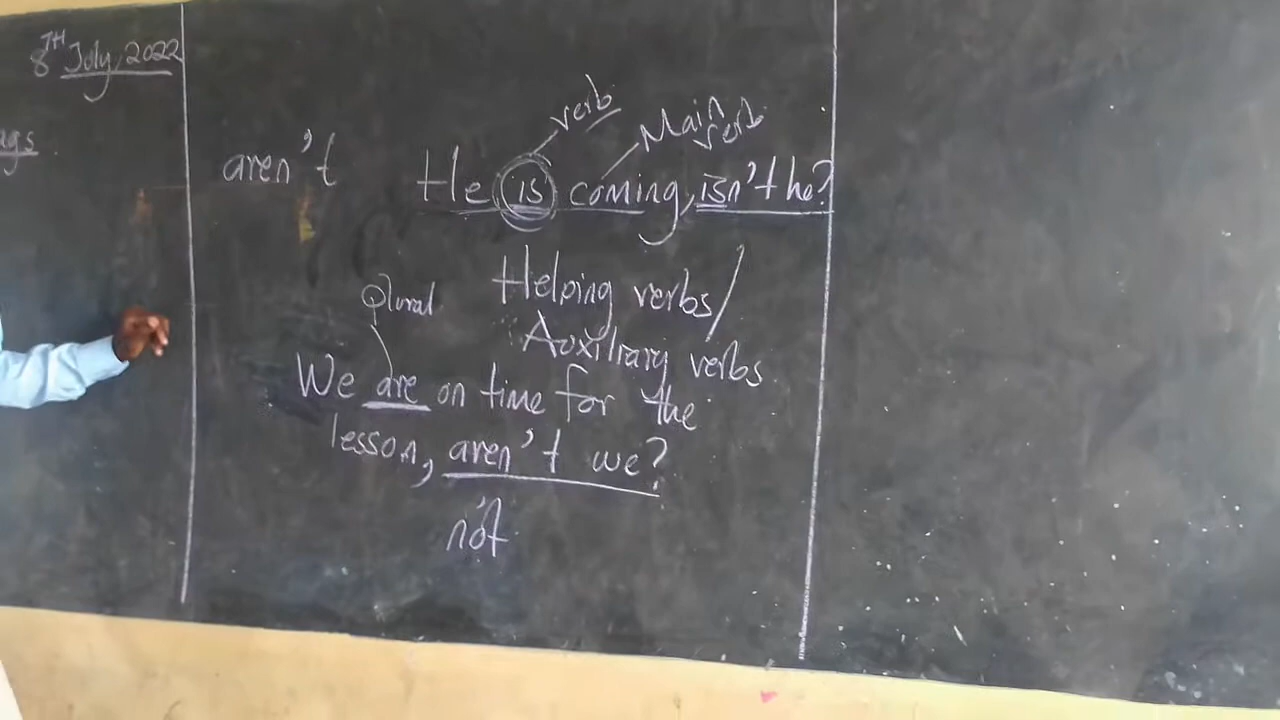 8TH July, 2022
ags
aren't
verb
Main
verb
He is coming, isn't he?
Helping verbs/
Auxiliary verbs
Plural
We are on time for the
lesson, aren't we?
not